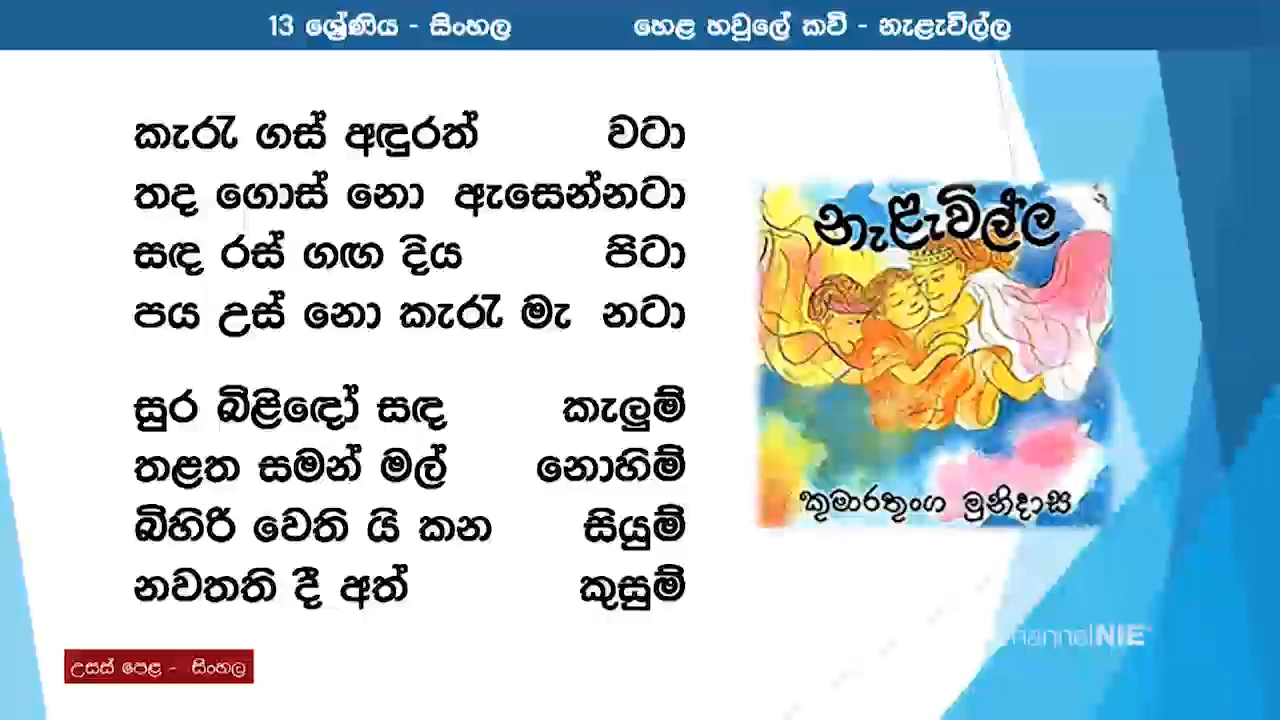 13 ශ්‍රේණිය - සිංහල හෙළ හවුලේ කවි - නැළැවිල්ල
කැරැ ගස් අඳුරත් වටා
තද ගොස් නො ඇසෙන්නටා
සඳ රස් ගඟ දිය පිටා
පය උස් නො කැරැ මැ නටා
සුර බිළිඳෝ සඳ කැලුම්
තළත සමන් මල් නොහිම්
බිහිරි වෙති යි කන සියුම්
නවතති දී අත් කුසුම්
නැළැවිල්ල
කුමාරතුංග මුනිදාස
channelNIE
උසස් පෙළ - සිංහල